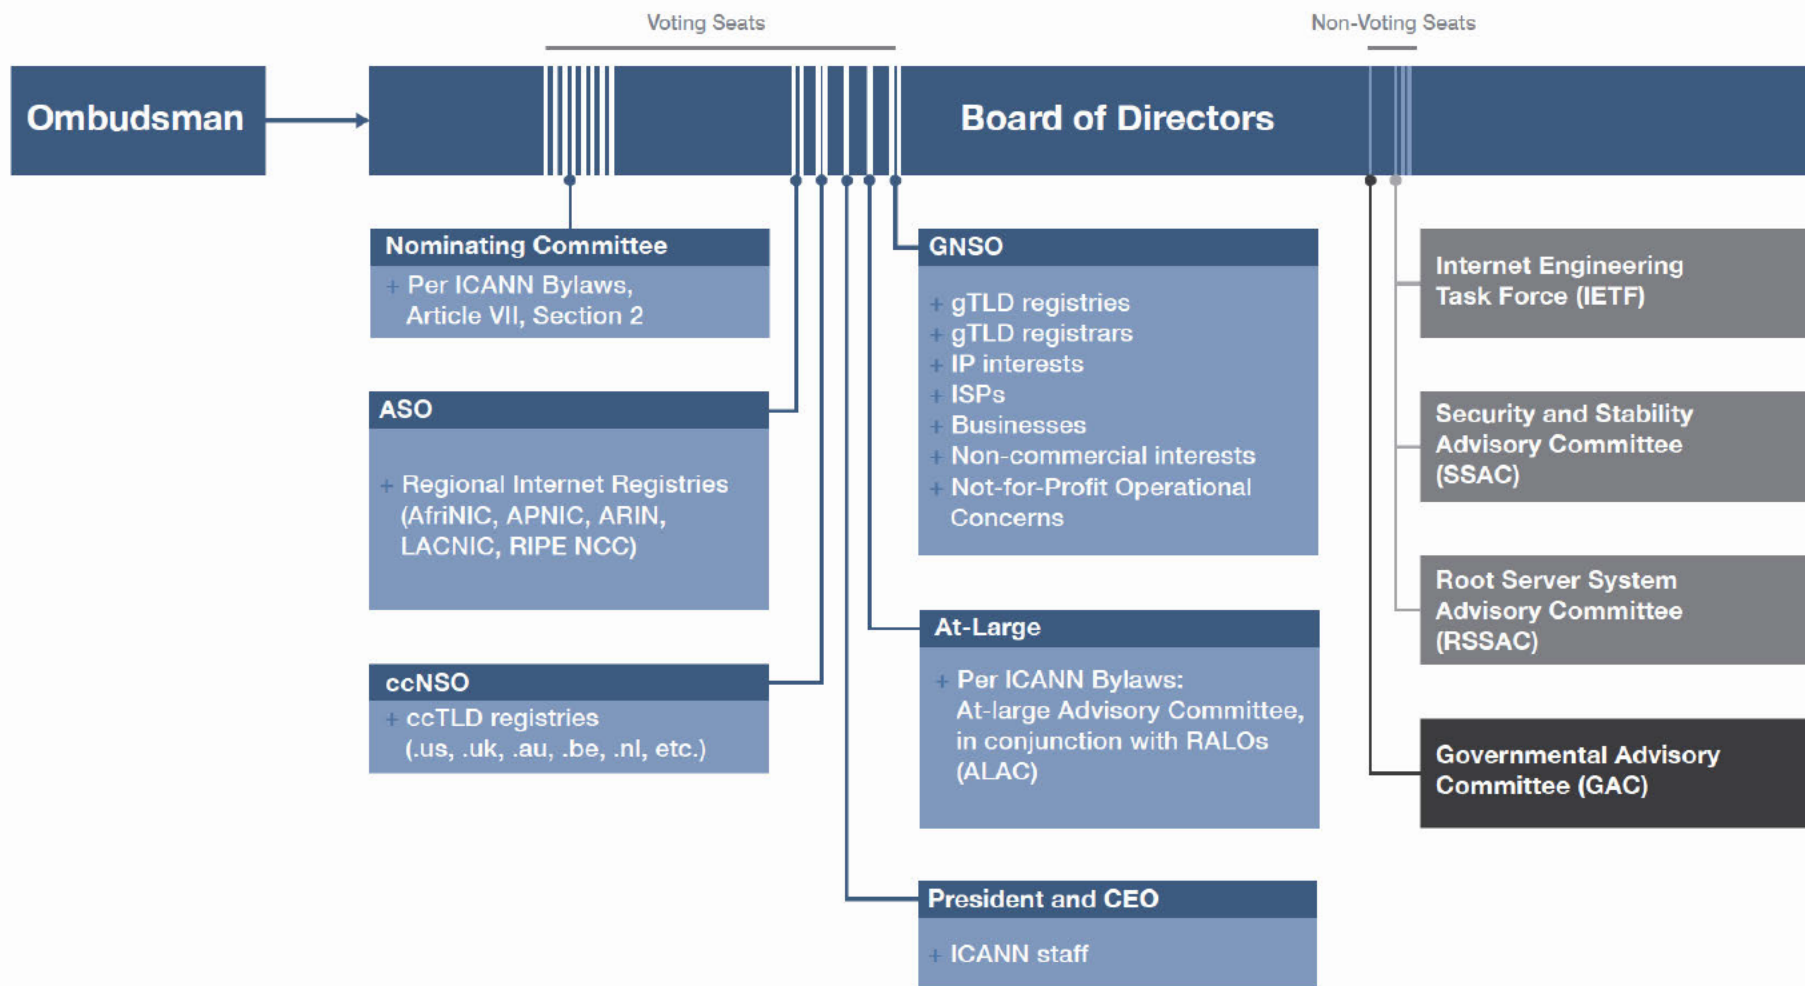 Voting Seats
Non-Voting Seats
Ombudsman
Board of Directors
Nominating Committee
+ Per ICANN Bylaws,
Article VII, Section 2
ASO
+ Regional Internet Registries
(AfriNIC, APNIC, ARIN,
LACNIC, RIPE NCC)
ccNSO
+ ccTLD registries
(.us, .uk, .au, .be, .nl, etc.)
GNSO
+ gTLD registries
+ gTLD registrars
+ IP interests
+ ISPs
+ Businesses
+ Non-commercial interests
+ Not-for-Profit Operational
Concerns
At-Large
+ Per ICANN Bylaws:
At-large Advisory Committee,
in conjunction with RALOs
(ALAC)
President and CEO
+ ICANN staff
Internet Engineering
Task Force (IETF)
Security and Stability
Advisory Committee
(SSAC)
Root Server System
Advisory Committee
(RSSAC)
Governmental Advisory
Committee (GAC)